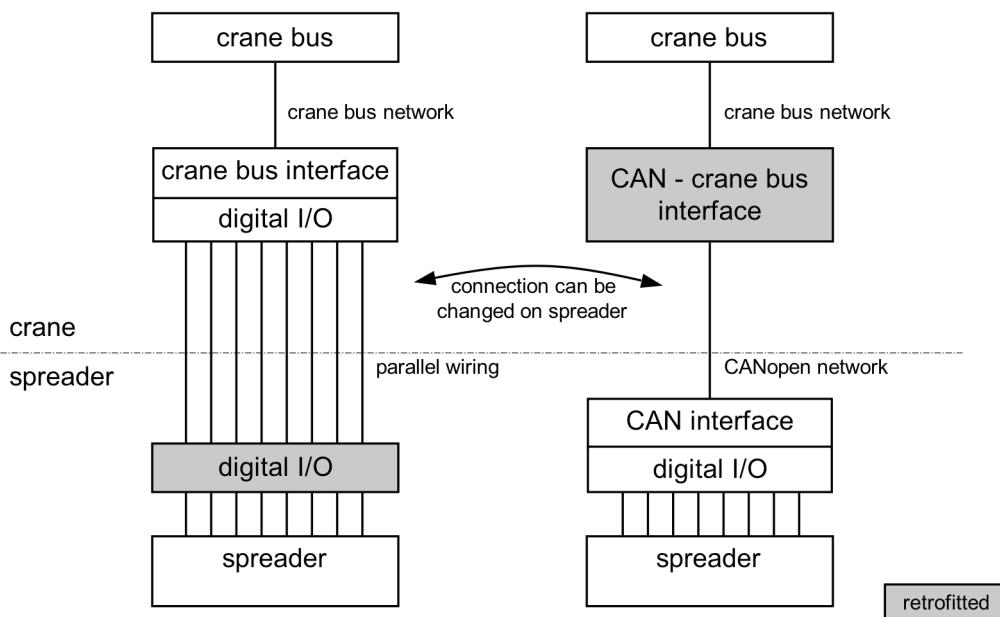 crane bus
crane bus network
crane bus interface
digital I/O
crane bus
crane bus network
CAN - crane bus
interface
connection can be
changed on spreader
crane
spreader
parallel wiring
digital I/O
spreader
CANopen network
CAN interface
digital I/O
spreader
retrofitted